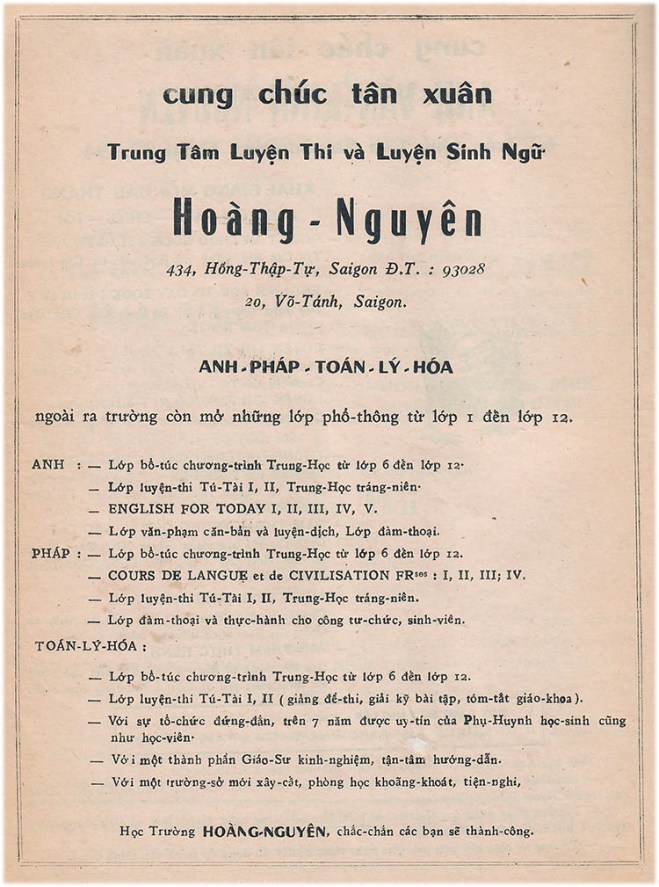 cung chúc tân xuân
Trung Tâm Luyện Thi và Luyện Sinh Ngữ
Hoàng - Nguyên
434, Hồng-Thập-Tự, Saigon Đ.T. : 93028
20, Võ-Tánh, Saigon.
ANH - PHÁP - TOÁN - LÝ - HÓA
ngoài ra trường còn mở những lớp phổ-thông từ lớp 1 đến lớp 12.
ANH : — Lớp bổ-túc chương-trình Trung-Học từ lớp 6 đến lớp 12.
— Lớp luyện-thi Tú-Tài I, II, Trung-Học tráng-niên.
— ENGLISH FOR TODAY I, II, III, IV, V.
— Lớp văn-phạm căn-bản và luyện-dịch, Lớp đàm-thoại.
PHÁP : — Lớp bổ-túc chương-trình Trung-Học từ lớp 6 đến lớp 12.
— COURS DE LANGUE et de CIVILISATION FRses : I, II, III; IV.
— Lớp luyện-thi Tú-Tài I, II, Trung-Học tráng-niên.
— Lớp đàm-thoại và thực-hành cho công tư-chức, sinh-viên.
TOÁN-LÝ-HÓA :
— Lớp bổ-túc chương-trình Trung-Học từ lớp 6 đến lớp 12.
— Lớp luyện-thi Tú-Tài I, II ( giảng đề-thi, giải kỹ bài tập, tóm-tắt giáo-khoa ).
— Với sự tổ-chức đứng-đắn, trên 7 năm được uy-tín của Phụ-Huynh học-sinh cũng
như học-viên.
— Với một thành phần Giáo-Sư kinh-nghiệm, tận-tâm hướng-dẫn.
— Với một trường-sở mới xây-cất, phòng học khoãng-khoát, tiện-nghi,
Học Trường HOÀNG-NGUYÊN, chắc-chắn các bạn sẽ thành-công.